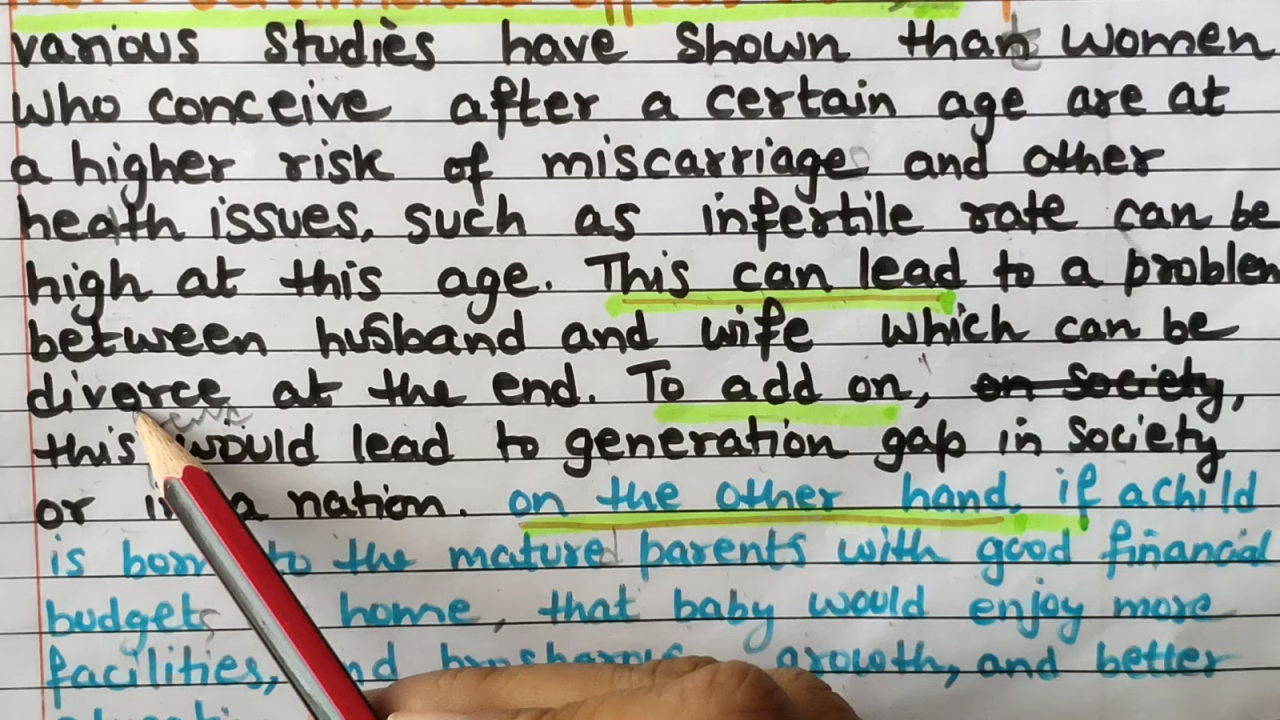 various studies have shown than women
who conceive after a certain age are at
a higher risk of miscarriage and other
health issues, such as infertile rate can be
high at this age. This can lead to a problem
between husband and wife which can be
divorce at the end. To add on, on society,
this would lead to generation gap in society
or in a nation. on the other hand, if a child
is born to the mature parents with good financial
budgets home, that baby would enjoy more
facilities, growth, and better